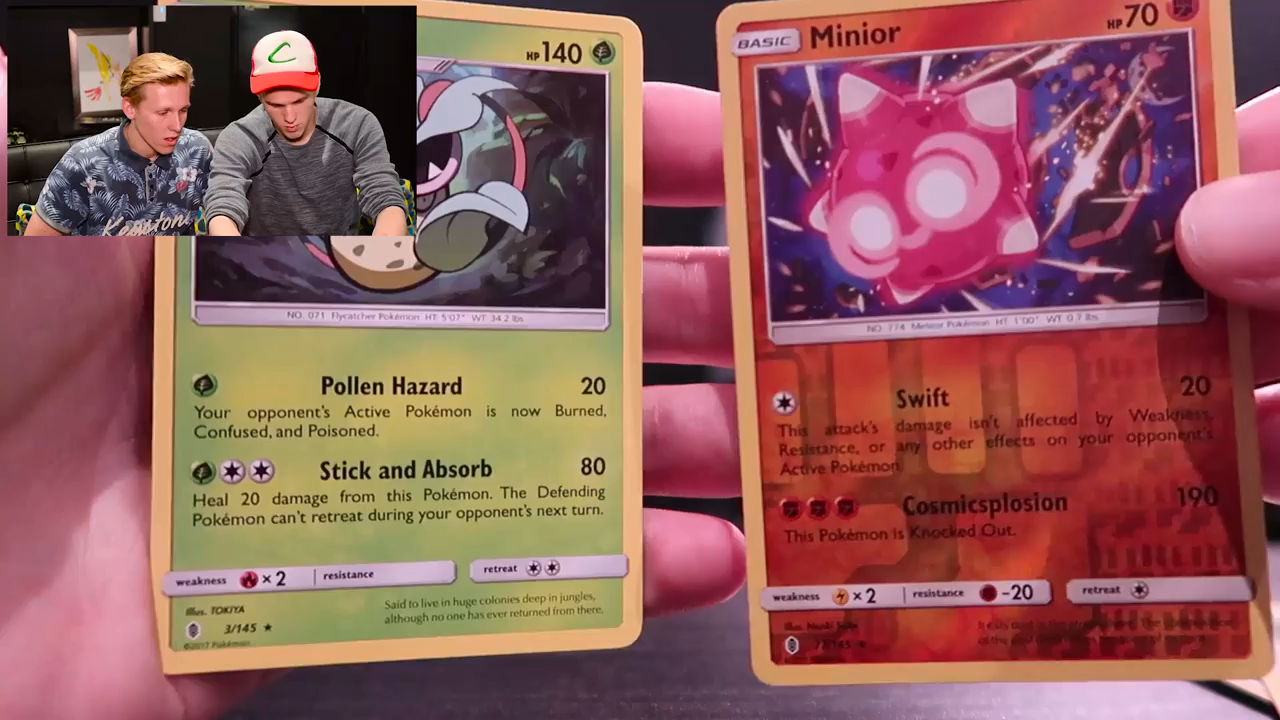 HP 140
NO. 071 Flycatcher Pokémon HT: 5'07" WT: 34.2 lbs
Pollen Hazard 20
Your opponent's Active Pokémon is now Burned,
Confused, and Poisoned.
Stick and Absorb 80
Heal 20 damage from this Pokémon. The Defending
Pokémon can't retreat during your opponent's next turn.
weakness ×2 resistance retreat
Illus. TOKIYA
Said to live in huge colonies deep in jungles,
although no one has ever returned from there.
3/145
©2017 Pokémon
BASIC Minior HP 70
NO. 774 Meteor Pokémon HT: 1'00" WT: 0.7 lbs
Swift 20
This attack's damage isn't affected by Weakness,
Resistance, or any other effects on your opponent's
Active Pokémon.
Cosmicsplosion 190
This Pokémon is Knocked Out.
weakness ×2 resistance -20 retreat
Illus.
77/145